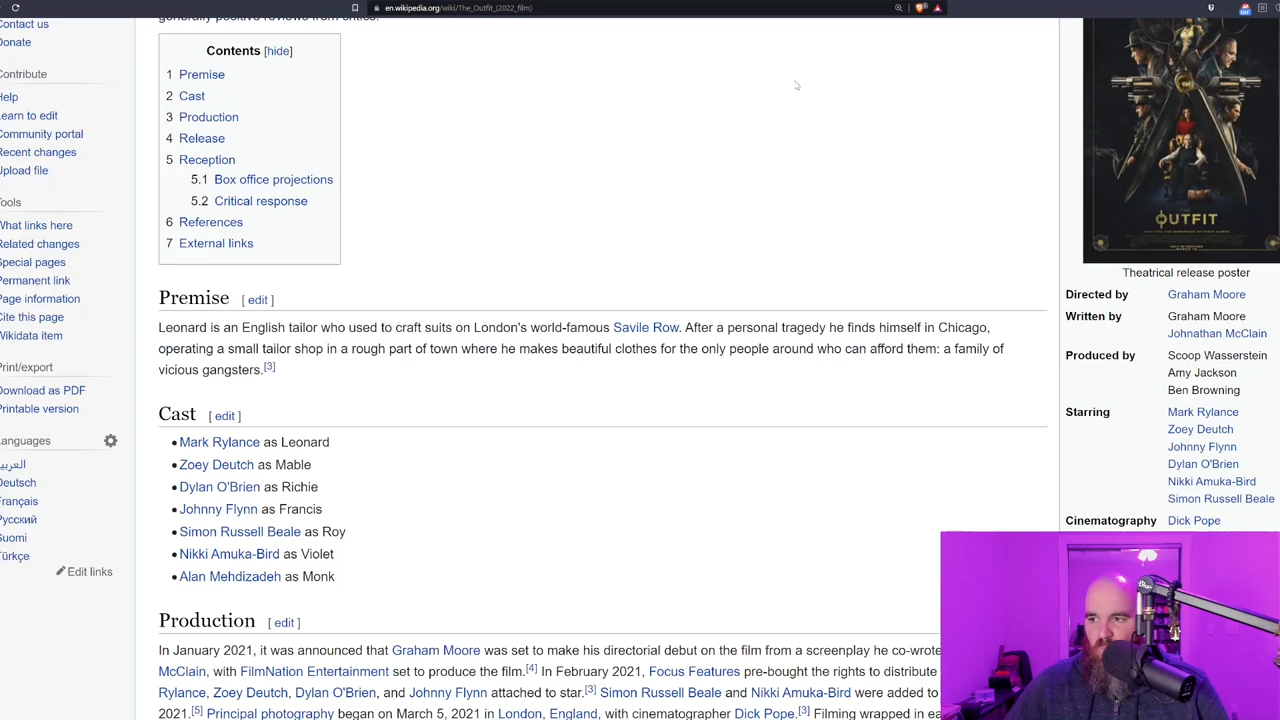 en.wikipedia.org/wiki/The_Outfit_(2022_film)
generally positive reviews from critics.
Contact us
Donate
Contribute
Help
Learn to edit
Community portal
Recent changes
Upload file
Tools
What links here
Related changes
Special pages
Permanent link
Page information
Cite this page
Wikidata item
Print/export
Download as PDF
Printable version
Languages
العربية
Deutsch
Français
Русский
Suomi
Türkçe
Edit links
Contents [hide]
1 Premise
2 Cast
3 Production
4 Release
5 Reception
5.1 Box office projections
5.2 Critical response
6 References
7 External links
Premise [ edit ]
Leonard is an English tailor who used to craft suits on London's world-famous Savile Row. After a personal tragedy he finds himself in Chicago,
operating a small tailor shop in a rough part of town where he makes beautiful clothes for the only people around who can afford them: a family of
vicious gangsters.[3]
Cast [ edit ]
• Mark Rylance as Leonard
• Zoey Deutch as Mable
• Dylan O'Brien as Richie
• Johnny Flynn as Francis
• Simon Russell Beale as Roy
• Nikki Amuka-Bird as Violet
• Alan Mehdizadeh as Monk
Production [ edit ]
In January 2021, it was announced that Graham Moore was set to make his directorial debut on the film from a screenplay he co-wrote
McClain, with FilmNation Entertainment set to produce the film.[4] In February 2021, Focus Features pre-bought the rights to distribute
Rylance, Zoey Deutch, Dylan O'Brien, and Johnny Flynn attached to star.[3] Simon Russell Beale and Nikki Amuka-Bird were added to
2021.[5] Principal photography began on March 5, 2021 in London, England, with cinematographer Dick Pope.[3] Filming wrapped in ea
THE
OUTFIT
Theatrical release poster
Directed by Graham Moore
Written by Graham Moore
Johnathan McClain
Produced by Scoop Wasserstein
Amy Jackson
Ben Browning
Starring Mark Rylance
Zoey Deutch
Johnny Flynn
Dylan O'Brien
Nikki Amuka-Bird
Simon Russell Beale
Cinematography Dick Pope
Blue